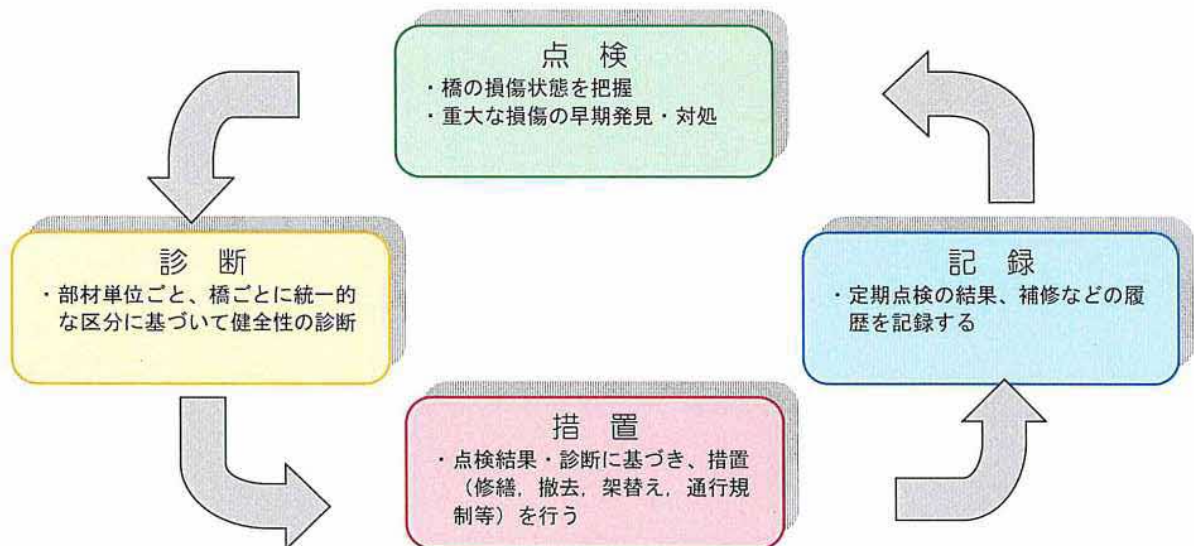 点 検
・橋の損傷状態を把握
・重大な損傷の早期発見・対処
診 断
・部材単位ごと、橋ごとに統一的
な区分に基づいて健全性の診断
措 置
・点検結果・診断に基づき、措置
（修繕，撤去，架替え，通行規
制等）を行う
記 録
・定期点検の結果、補修などの履
歴を記録する